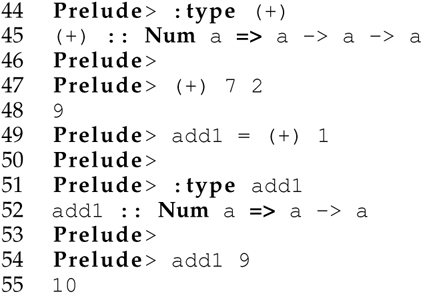 44 Prelude> :type (+)
45 (+) :: Num a => a -> a -> a
46 Prelude>
47 Prelude> (+) 7 2
48 9
49 Prelude> add1 = (+) 1
50 Prelude>
51 Prelude> :type add1
52 add1 :: Num a => a -> a
53 Prelude>
54 Prelude> add1 9
55 10